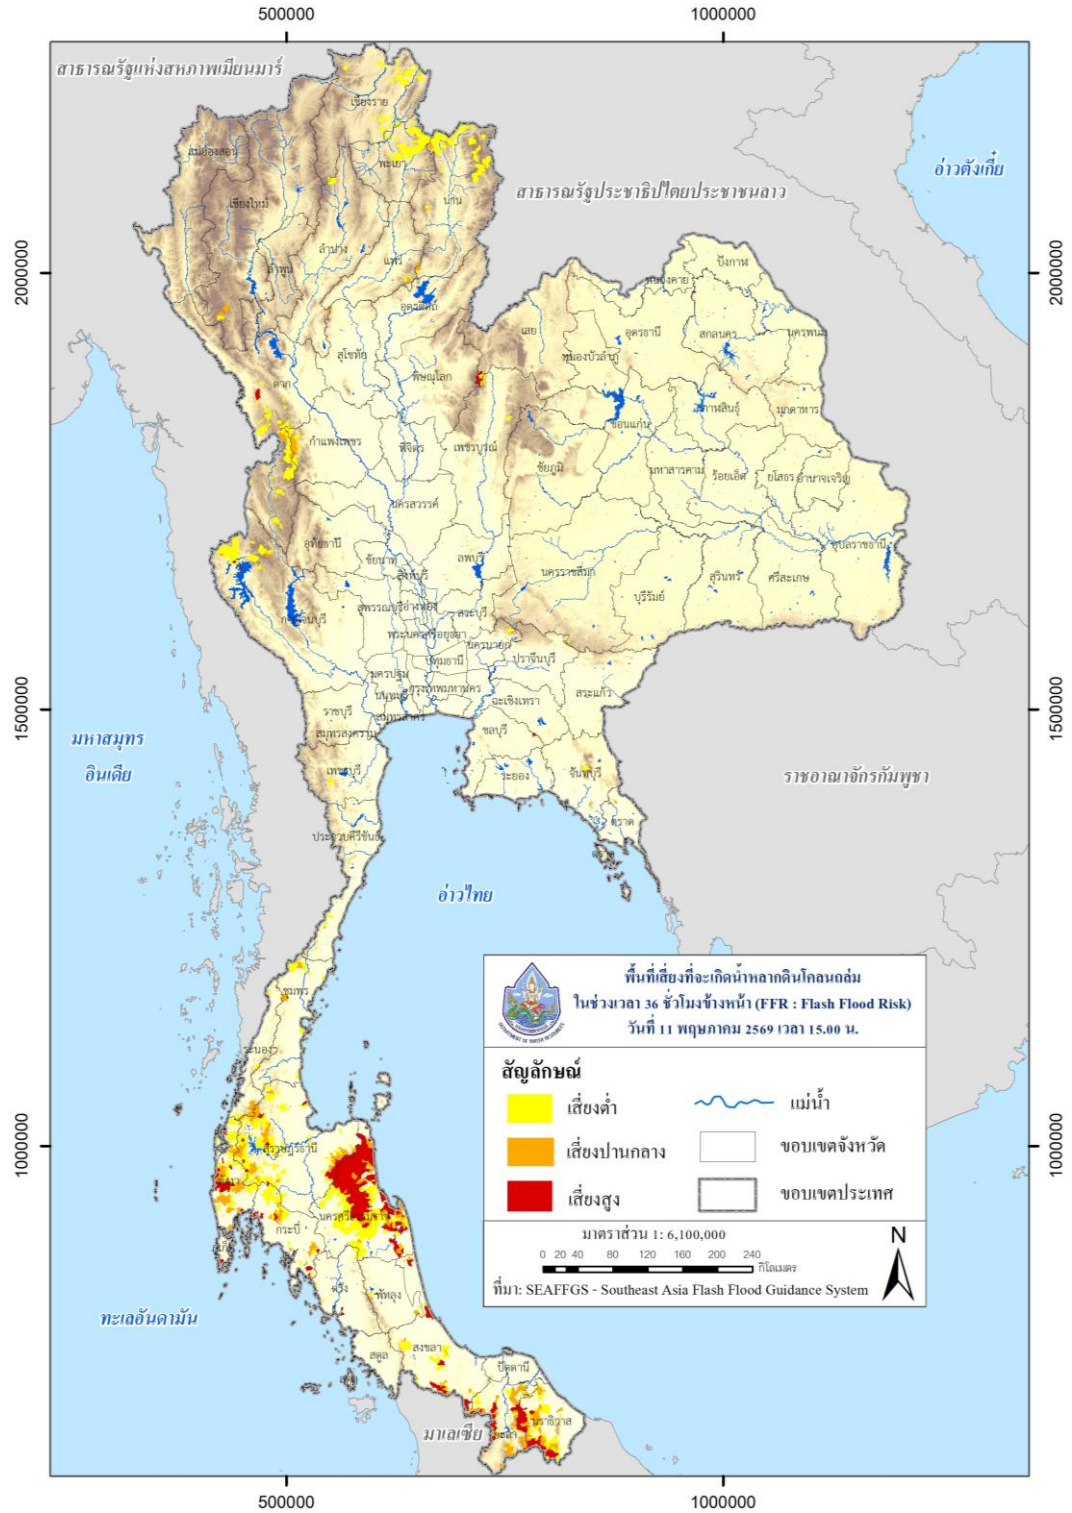 500000
1000000
สาธารณรัฐแห่งสหภาพเมียนมาร์
เชียงราย
อ่าวตังเกี๋ย
แม่ฮ่องสอน
พะเยา
สาธารณรัฐประชาธิปไตยประชาชนลาว
เชียงใหม่
น่าน
ลำปาง
บึงกาฬ
แพร่
ลำพูน
2000000
2000000
หนองคาย
อุตรดิตถ์
เลย
อุดรธานี
สกลนคร
นครพนม
สุโขทัย
หนองบัวลำภู
พิษณุโลก
ตาก
กาฬสินธุ์
มุกดาหาร
ขอนแก่น
กำแพงเพชร
พิจิตร
เพชรบูรณ์
ชัยภูมิ
มหาสารคาม
ร้อยเอ็ด
ยโสธร
อำนาจเจริญ
นครสวรรค์
อุทัยธานี
อุบลราชธานี
ชัยนาท
ลพบุรี
สิงห์บุรี
นครราชสีมา
สุรินทร์
ศรีสะเกษ
บุรีรัมย์
สุพรรณบุรี
อ่างทอง
สระบุรี
กาญจนบุรี
พระนครศรีอยุธยา
นครนายก
ปทุมธานี
ปราจีนบุรี
นครปฐม
นนทบุรี
กรุงเทพมหานคร
สระแก้ว
ฉะเชิงเทรา
1500000
1500000
ราชบุรี
สมุทรสาคร
สมุทรสงคราม
ชลบุรี
มหาสมุทร
อินเดีย
เพชรบุรี
ระยอง
จันทบุรี
ราชอาณาจักรกัมพูชา
ตราด
ประจวบคีรีขันธ์
ตราด
อ่าวไทย
พื้นที่เสี่ยงที่จะเกิดน้ำหลากดินโคลนถล่ม
ในช่วงเวลา 36 ชั่วโมงข้างหน้า (FFR : Flash Flood Risk)
วันที่ 11 พฤษภาคม 2569 เวลา 15.00 น.
DEPARTMENT OF WATER RESOURCES
ชุมพร
ระนอง
สัญลักษณ์
เสี่ยงต่ำ
แม่น้ำ
เสี่ยงปานกลาง
ขอบเขตจังหวัด
เสี่ยงสูง
ขอบเขตประเทศ
1000000
1000000
สุราษฎร์ธานี
พังงา
นครศรีธรรมราช
กระบี่
ภูเก็ต
มาตราส่วน 1: 6,100,000
N
0 20 40 80 120 160 200 240
กิโลเมตร
ที่มา: SEAFFGS - Southeast Asia Flash Flood Guidance System
ตรัง
พัทลุง
ทะเลอันดามัน
สงขลา
สตูล
ปัตตานี
นราธิวาส
ยะลา
มาเลเซีย
500000
1000000